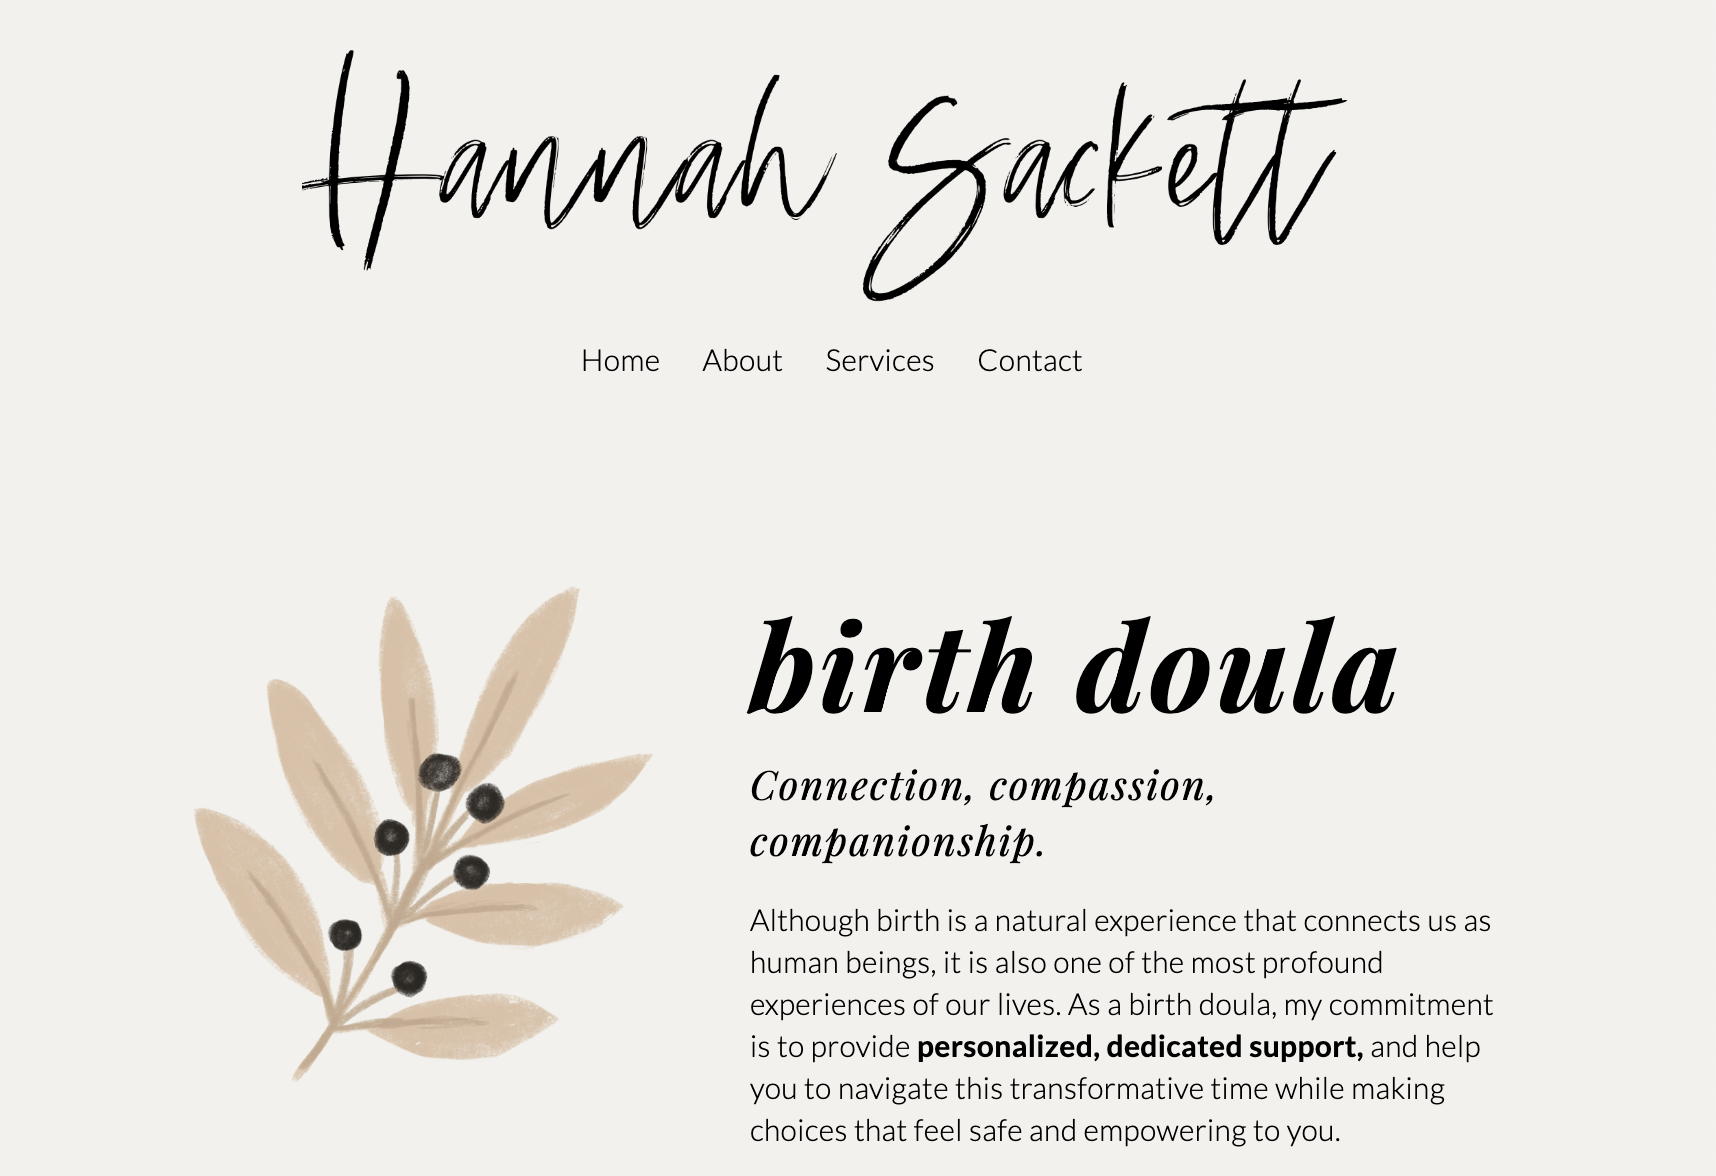 Hannah Sackett
Home About Services Contact
birth doula
Connection, compassion,
companionship.
Although birth is a natural experience that connects us as
human beings, it is also one of the most profound
experiences of our lives. As a birth doula, my commitment
is to provide personalized, dedicated support, and help
you to navigate this transformative time while making
choices that feel safe and empowering to you.